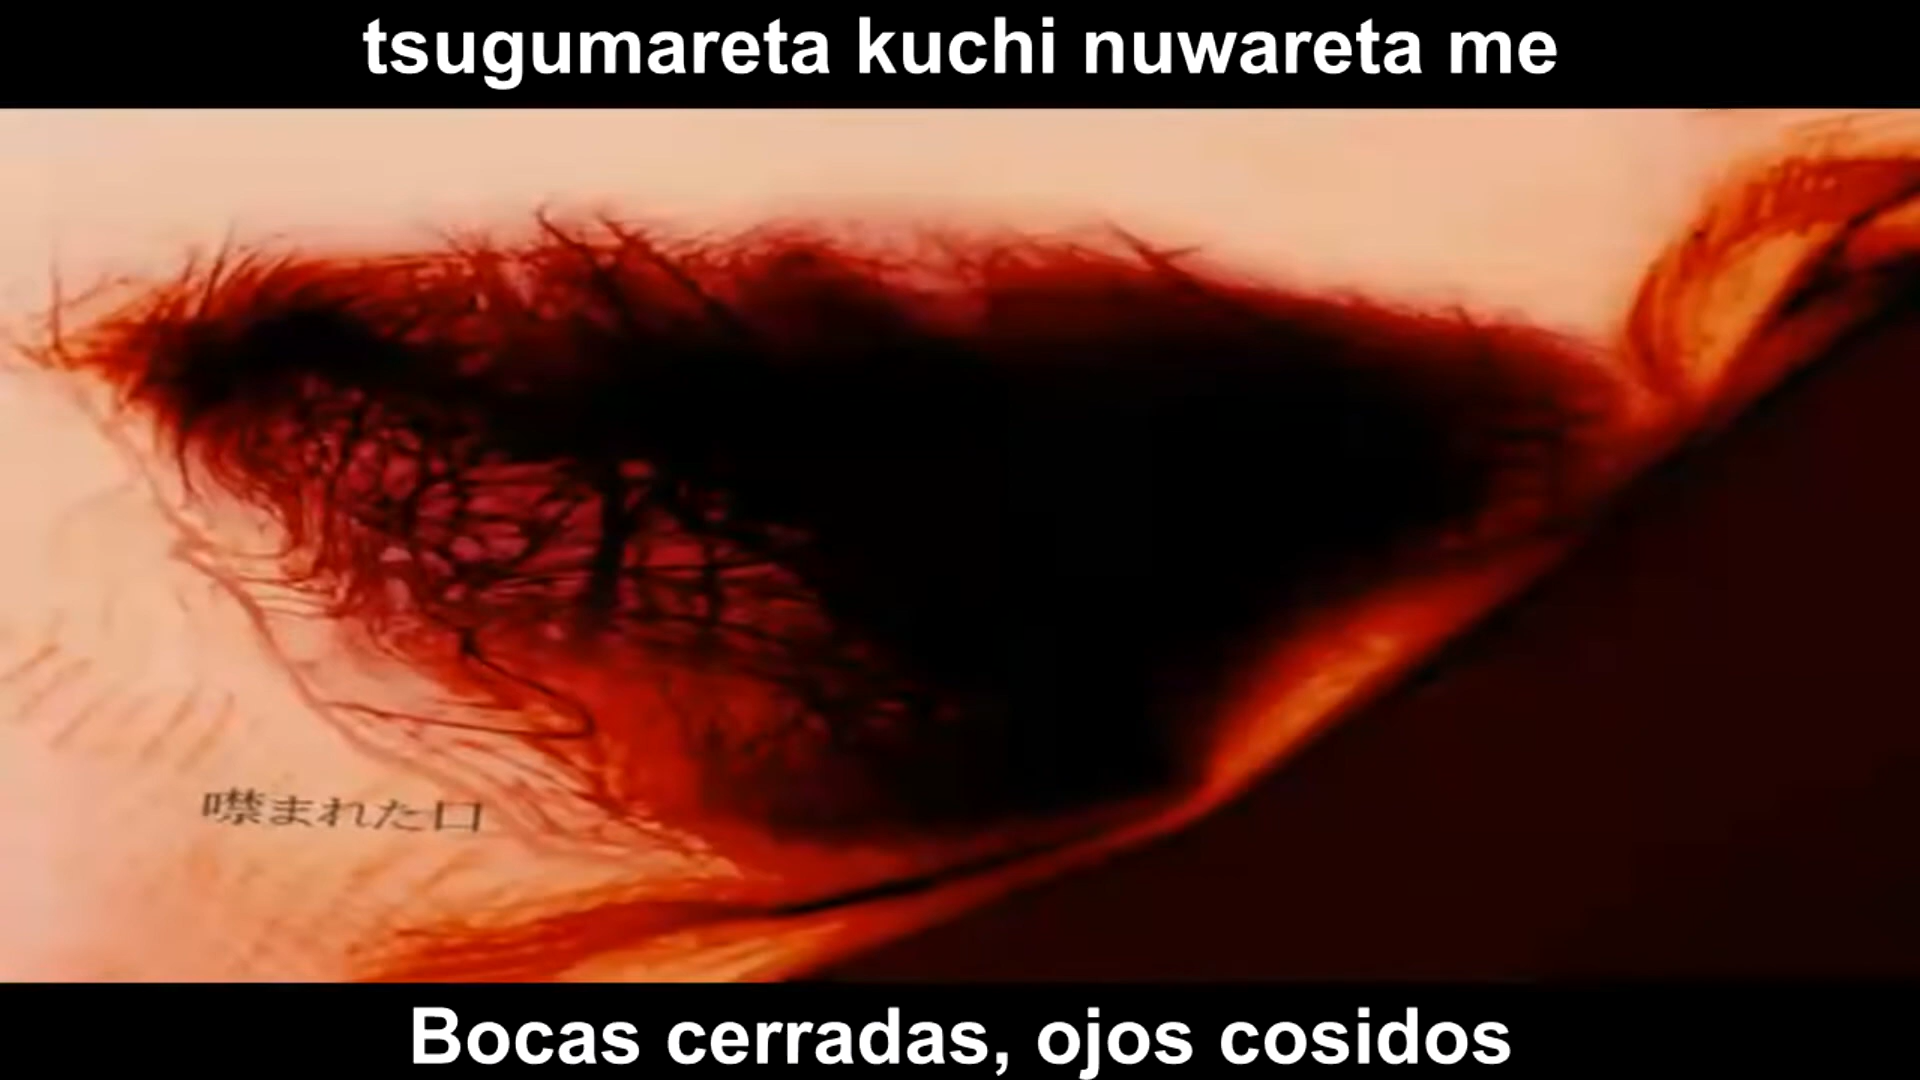 tsugumareta kuchi nuwareta me
噤まれた口
Bocas cerradas, ojos cosidos